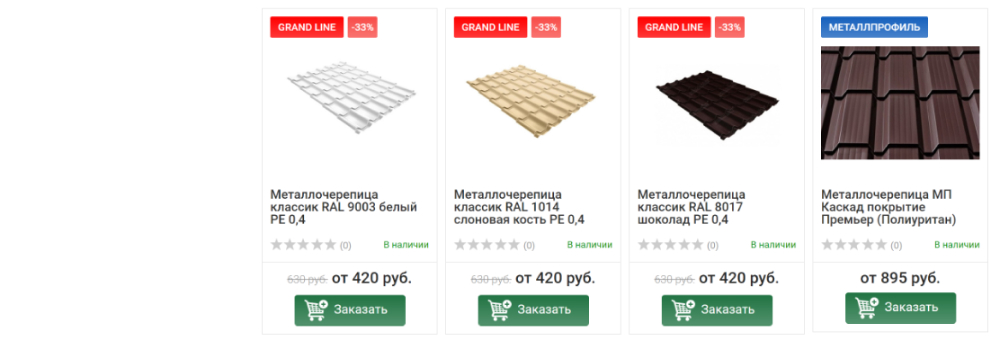 GRAND LINE -33%
GRAND LINE -33%
GRAND LINE -33%
МЕТАЛЛПРОФИЛЬ
Металлочерепица
классик RAL 9003 белый
PE 0,4
Металлочерепица
классик RAL 1014
слоновая кость PE 0,4
Металлочерепица
классик RAL 8017
шоколад PE 0,4
Металлочерепица МП
Каскад покрытие
Премьер (Полиуритан)
(0) В наличии
(0) В наличии
(0) В наличии
(0) В наличии
630 руб. от 420 руб.
630 руб. от 420 руб.
630 руб. от 420 руб.
от 895 руб.
Заказать
Заказать
Заказать
Заказать